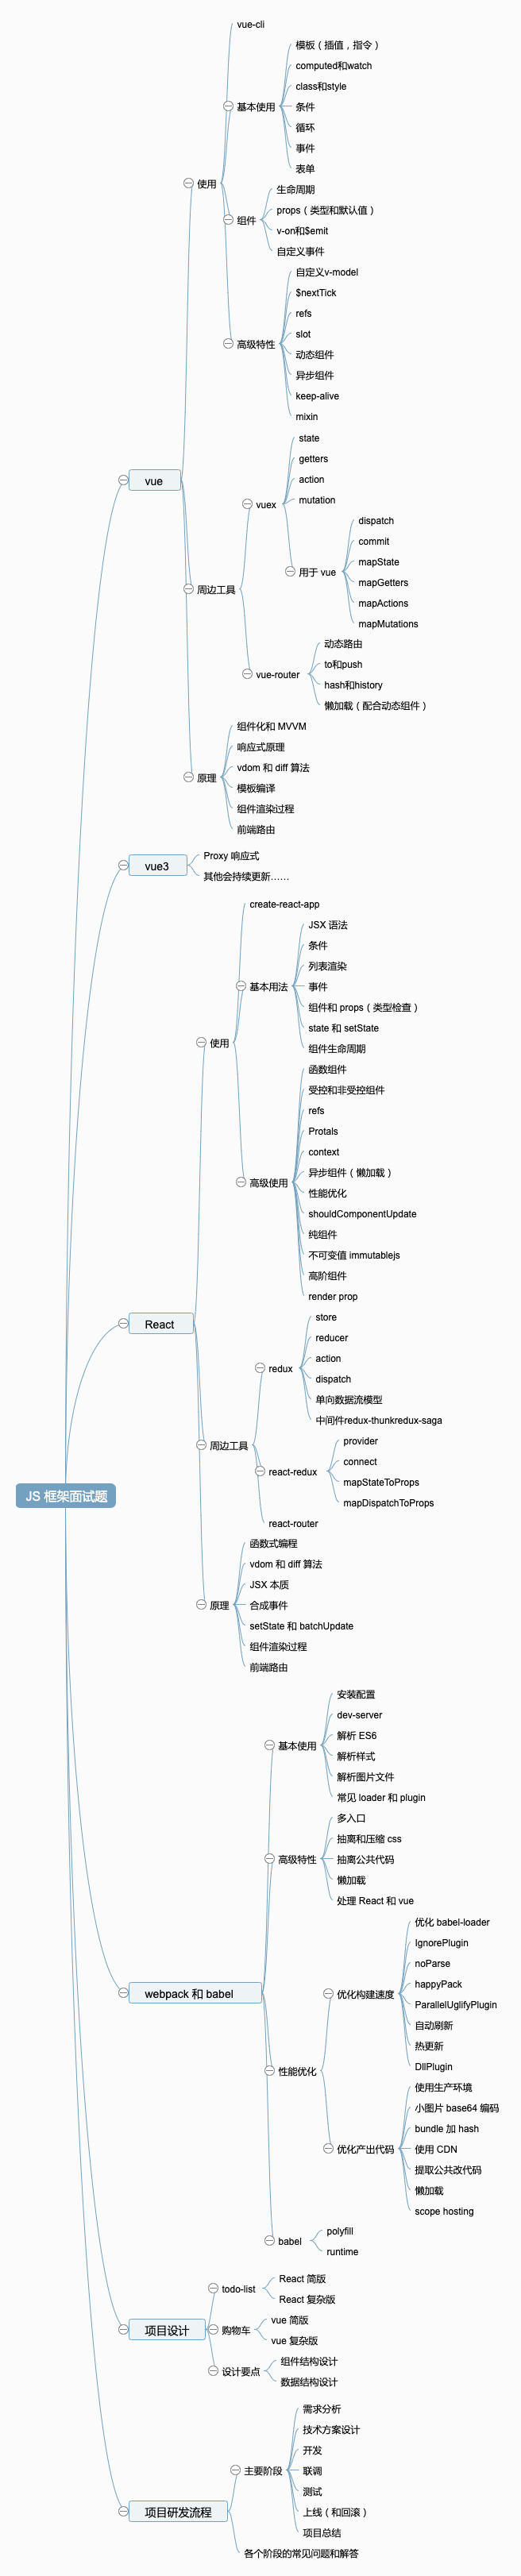 vue-cli
模板（插值，指令）
computed和watch
class和style
基本使用
条件
循环
事件
表单
使用
生命周期
props（类型和默认值）
组件
v-on和$emit
自定义事件
自定义v-model
$nextTick
refs
slot
高级特性
动态组件
异步组件
keep-alive
mixin
state
getters
vue
action
mutation
vuex
dispatch
commit
mapState
用于 vue
mapGetters
周边工具
mapActions
mapMutations
动态路由
to和push
vue-router
hash和history
懒加载（配合动态组件）
组件化和 MVVM
响应式原理
vdom 和 diff 算法
原理
模板编译
组件渲染过程
前端路由
Proxy 响应式
vue3
其他会持续更新......
create-react-app
JSX 语法
条件
列表渲染
基本用法
事件
组件和 props（类型检查）
state 和 setState
使用
组件生命周期
函数组件
受控和非受控组件
refs
Protals
context
异步组件（懒加载）
高级使用
性能优化
shouldComponentUpdate
纯组件
不可变值 immutablejs
高阶组件
render prop
store
React
reducer
action
redux
dispatch
单向数据流模型
中间件redux-thunkredux-saga
周边工具
provider
connect
react-redux
mapStateToProps
mapDispatchToProps
JS 框架面试题
react-router
函数式编程
vdom 和 diff 算法
JSX 本质
原理
合成事件
setState 和 batchUpdate
组件渲染过程
前端路由
安装配置
dev-server
解析 ES6
基本使用
解析样式
解析图片文件
常见 loader 和 plugin
多入口
抽离和压缩 css
高级特性
抽离公共代码
懒加载
处理 React 和 vue
优化 babel-loader
IgnorePlugin
noParse
happyPack
webpack 和 babel
优化构建速度
ParallelUglifyPlugin
自动刷新
热更新
DllPlugin
性能优化
使用生产环境
小图片 base64 编码
bundle 加 hash
优化产出代码
使用 CDN
提取公共改代码
懒加载
scope hosting
polyfill
babel
runtime
React 简版
todo-list
React 复杂版
vue 简版
项目设计
购物车
vue 复杂版
组件结构设计
设计要点
数据结构设计
需求分析
技术方案设计
开发
主要阶段
联调
测试
项目研发流程
上线（和回滚）
项目总结
各个阶段的常见问题和解答